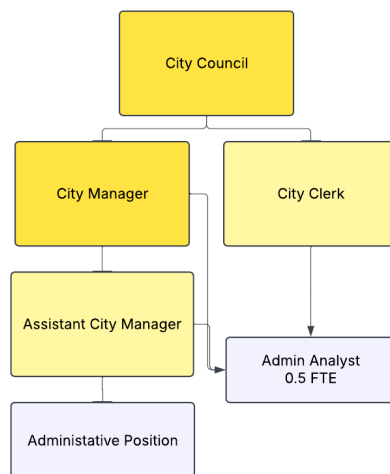 City Council
City Manager
City Clerk
Assistant City Manager
Admin Analyst
0.5 FTE
Administative Position